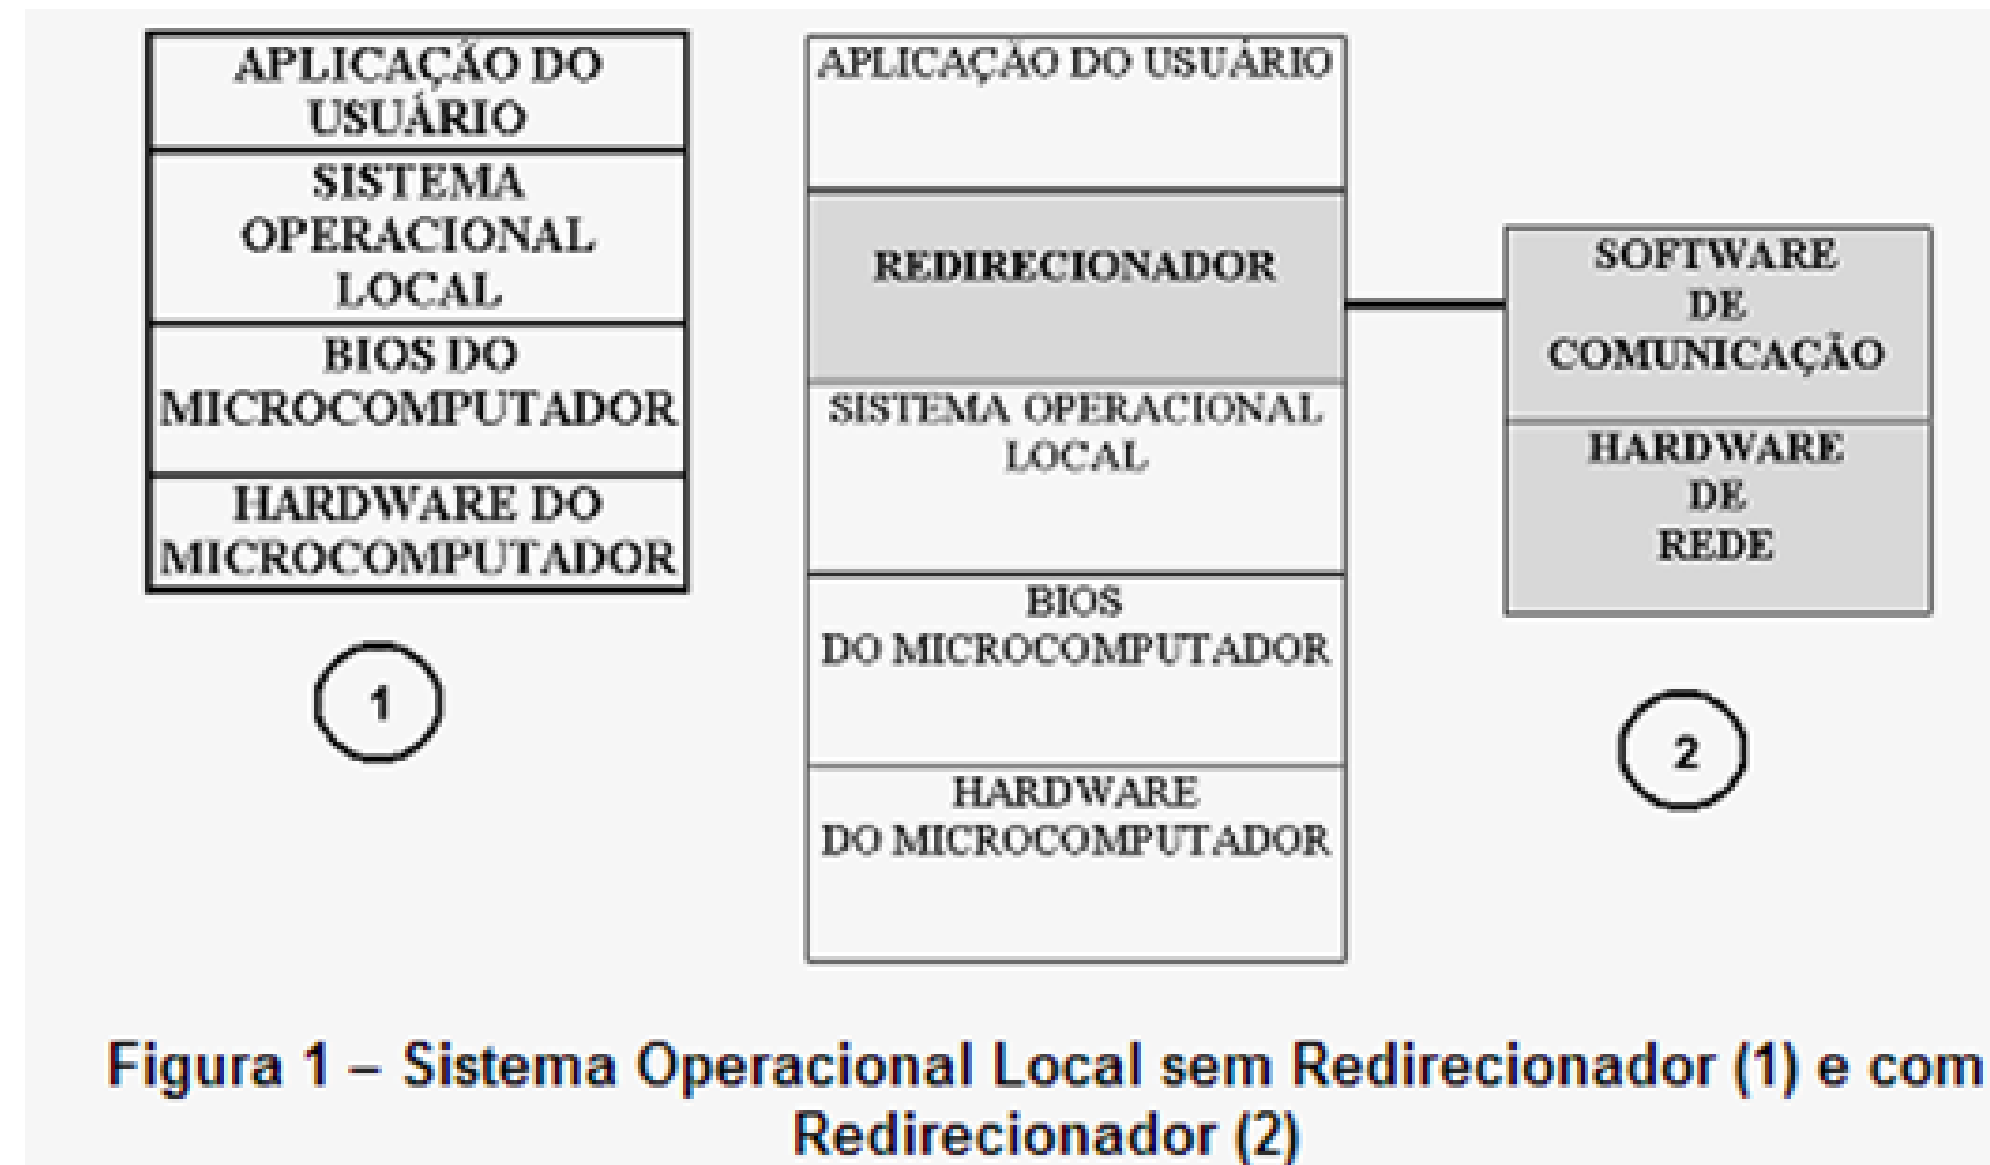 APLICAÇÃO DO
USUÁRIO
SISTEMA
OPERACIONAL
LOCAL
BIOS DO
MICROCOMPUTADOR
HARDWARE DO
MICROCOMPUTADOR
1
APLICAÇÃO DO USUÁRIO
REDIRECIONADOR
SISTEMA OPERACIONAL
LOCAL
BIOS
DO MICROCOMPUTADOR
HARDWARE
DO MICROCOMPUTADOR
SOFTWARE
DE
COMUNICAÇÃO
HARDWARE
DE
REDE
2
Figura 1 – Sistema Operacional Local sem Redirecionador (1) e com
Redirecionador (2)